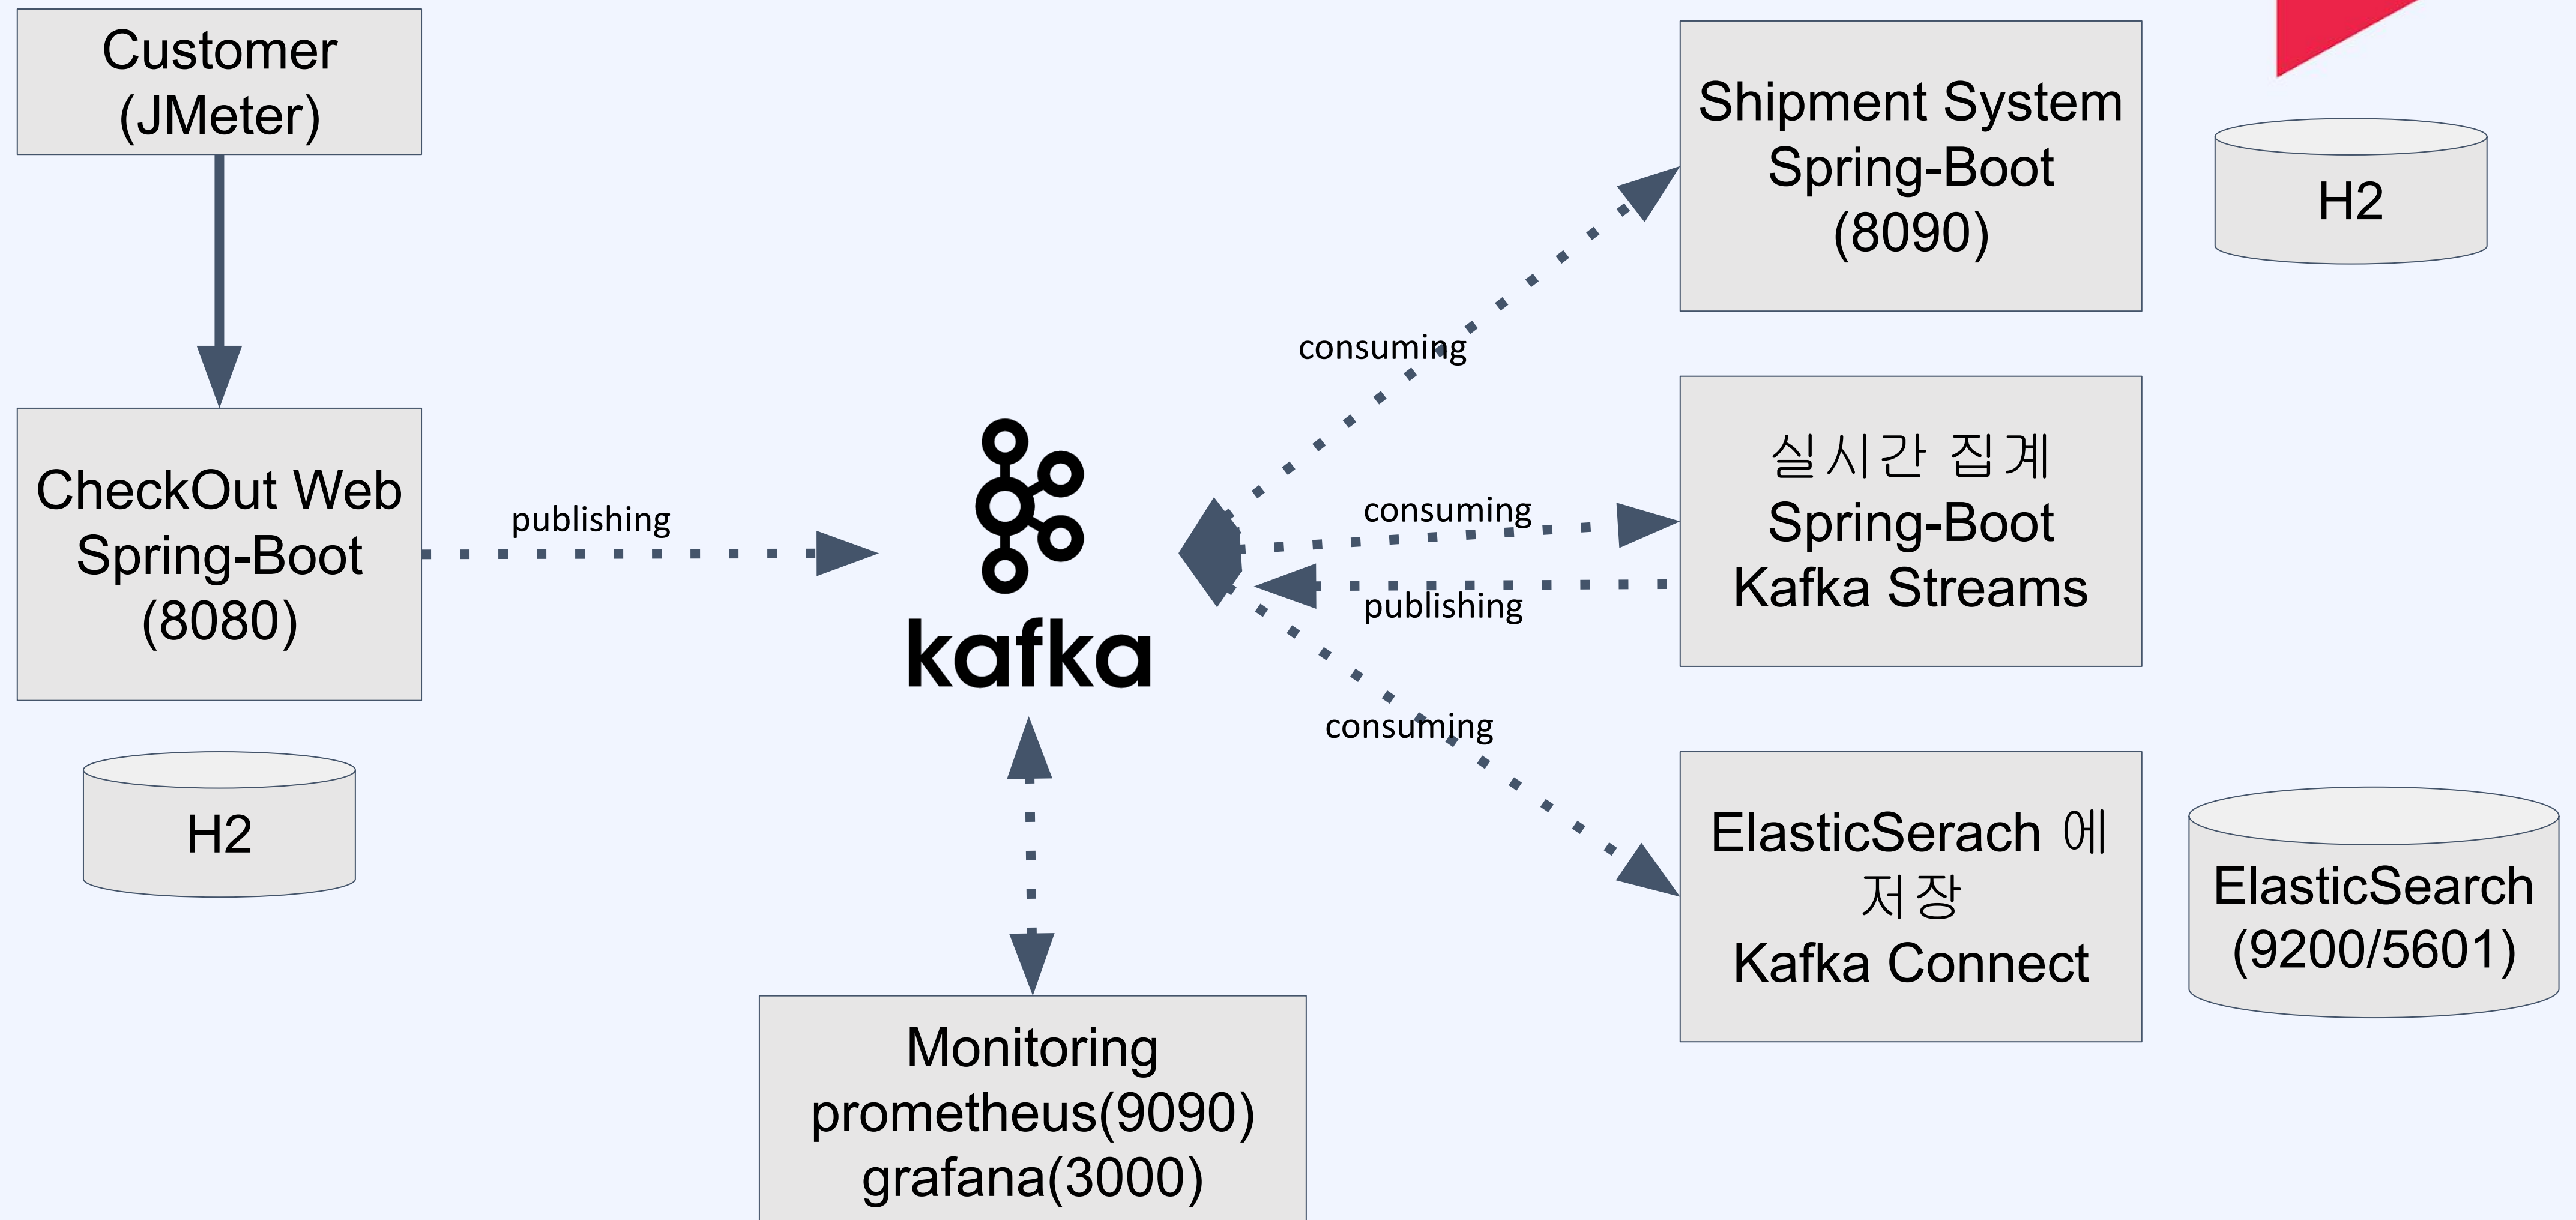 Customer
(JMeter)
CheckOut Web
Spring-Boot
(8080)
H2
publishing
kafka
Monitoring
prometheus(9090)
grafana(3000)
consuming
consuming
publishing
consuming
Shipment System
Spring-Boot
(8090)
H2
실시간 집계
Spring-Boot
Kafka Streams
ElasticSerach 에
저장
Kafka Connect
ElasticSearch
(9200/5601)